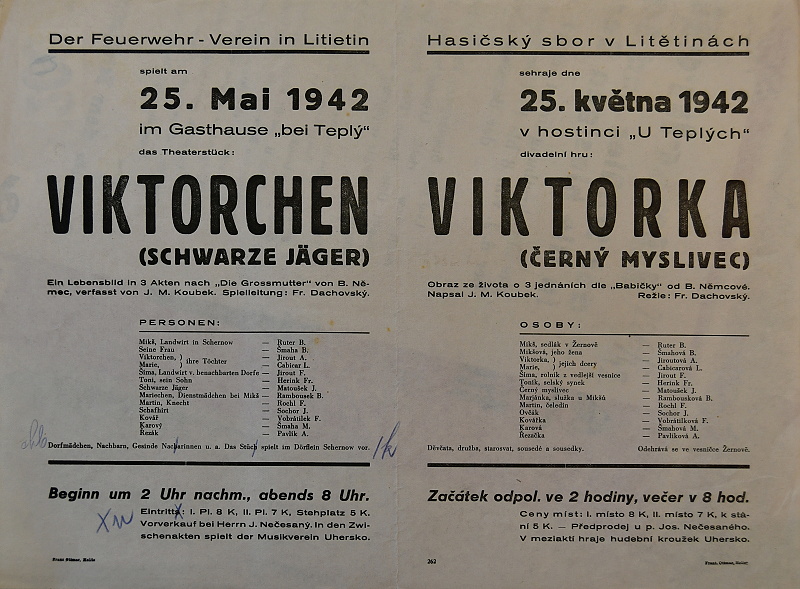 Der Feuerwehr - Verein in Litietin
spielt am
25. Mai 1942
im Gasthause „bei Teplý“
das Theaterstück:
VIKTORCHEN
(SCHWARZE JÄGER)
Ein Lebensbild in 3 Akten nach „Die Grossmutter“ von B. Ně-
mec, verfasst von J. M. Koubek. Spielleitung: Fr. Dachovský.
PERSONEN:
Mikš, Landwirt in Schernow — Ruter B.
Seine Frau — Šmaha B.
Viktorchen, ) ihre Töchter — Jirout A.
Marie, ) — Cabicar L.
Šíma, Landwirt v. benachbarten Dorfe — Jirout F.
Toni, sein Sohn — Herink Fr.
Schwarze Jäger — Matoušek J.
Mariechen, Dienstmädchen bei Mikš — Rambousek B.
Martin, Knecht — Rochl F.
Schafhirt — Sochor J.
Kovář — Vobrátilek F.
Karový — Šmaha M.
Řezák — Pavlík A.
Dorfmädchen, Nachbarn, Gesinde Nachbarinnen u. a. Das Stück spielt im Dörflein Schernow vor.
Beginn um 2 Uhr nachm., abends 8 Uhr.
Eintritt: I. Pl. 8 K, II. Pl. 7 K, Stehplatz 5 K.
Vorverkauf bei Herrn J. Nečesaný. In den Zwi-
schenakten spielt der Musikverein Uhersko.
Hasičský sbor v Litětinách
sehraje dne
25. května 1942
v hostinci „U Teplých“
divadelní hru:
VIKTORKA
(ČERNÝ MYSLIVEC)
Obraz ze života o 3 jednáních dle „Babičky“ od B. Němcové.
Napsal J. M. Koubek. Režie: Fr. Dachovský.
OSOBY:
Mikš, sedlák v Žernově — Ruter B.
Mikšová, jeho žena — Šmahová B.
Viktorka, ) jejich dcery — Jiroutová A.
Marie, ) — Cabicarová L.
Šíma, rolník z vedlejší vesnice — Jirout F.
Toník, selský synek — Herink Fr.
Černý myslivec — Matoušek J.
Marjánka, služka u Mikšů — Rambousková B.
Martin, čeledín — Rochl F.
Ovčák — Sochor J.
Kovářka — Vobrátilková F.
Karová — Šmahová M.
Řezačka — Pavlíková A.
Děvčata, družba, starosvat, sousedé a sousedky. Odehrává se ve vesničce Žernově.
Začátek odpol. ve 2 hodiny, večer v 8 hod.
Ceny míst: I. místo 8 K, II. místo 7 K, k stá-
ní 5 K. — Předprodej u p. Jos. Nečesaného.
V meziaktí hraje hudební kroužek Uhersko.
262